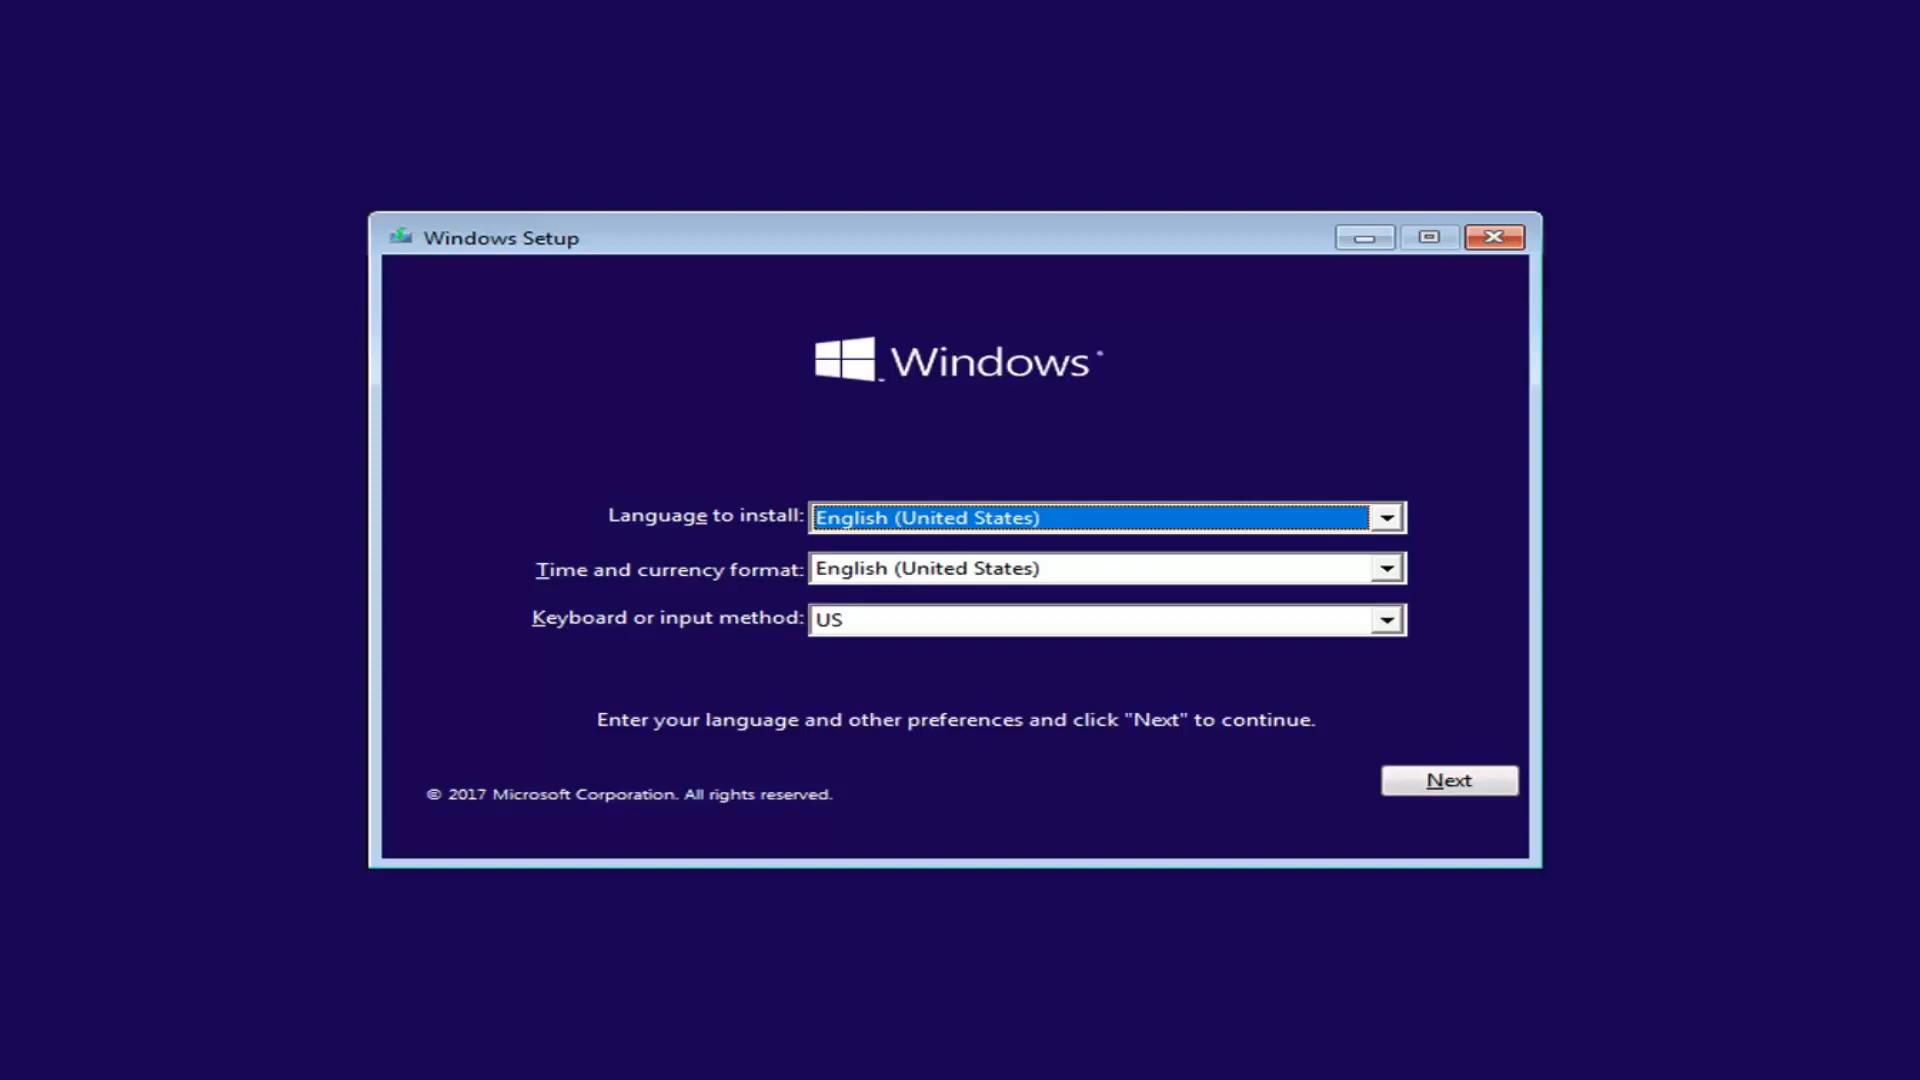 Windows Setup
Windows
Language to install: English (United States)
Time and currency format: English (United States)
Keyboard or input method: US
Enter your language and other preferences and click "Next" to continue.
Next
© 2017 Microsoft Corporation. All rights reserved.